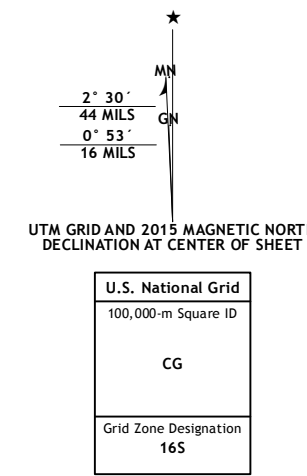 MN
2° 30´
44 MILS
GN
0° 53´
16 MILS
UTM GRID AND 2015 MAGNETIC NORT
DECLINATION AT CENTER OF SHEET
U.S. National Grid
100,000-m Square ID
CG
Grid Zone Designation
16S